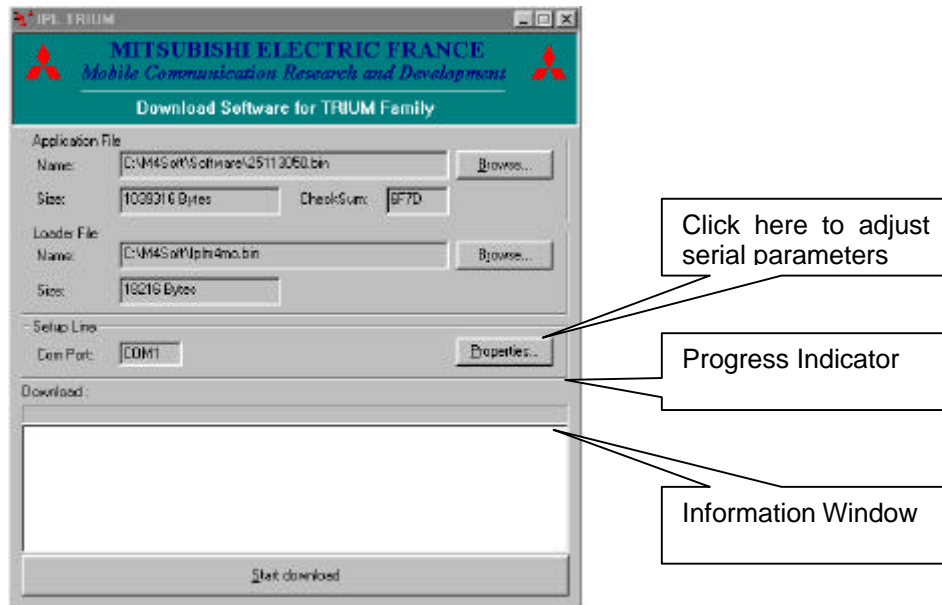 IPL TRIUM
MITSUBISHI ELECTRIC FRANCE
Mobile Communication Research and Development
Download Software for TRIUM Family
Application File
Name:
C:\M4Soft\Software\25113050.bin
Browse...
Size:
1039316 Bytes
CheckSum:
6F7D
Loader File
Name:
C:\M4Soft\Iplm4mo.bin
Browse...
Size:
18216 Bytes
Setup Line
Com Port:
COM1
Properties...
Download :
Start download
Click here to adjust
serial parameters
Progress Indicator
Information Window